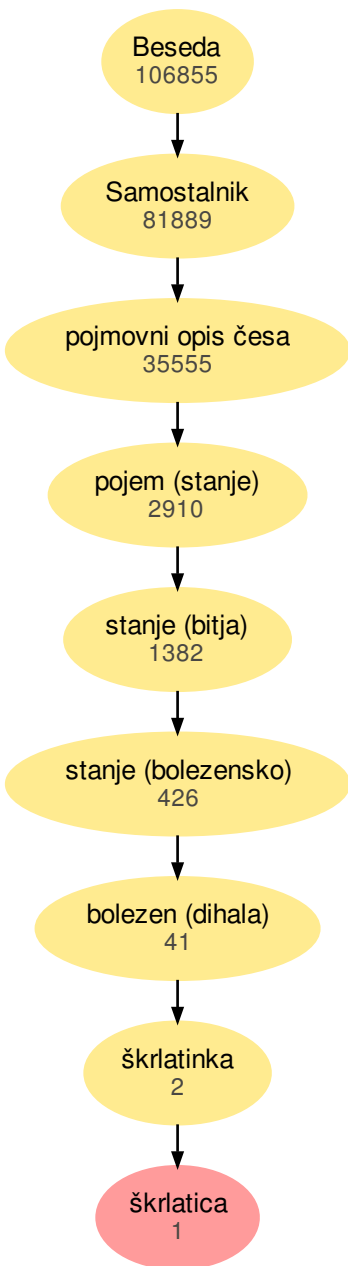 Beseda
106855
Samostalnik
81889
pojmovni opis česa
35555
pojem (stanje)
2910
stanje (bitja)
1382
stanje (bolezensko)
426
bolezen (dihala)
41
škrlatinka
2
škrlatica
1